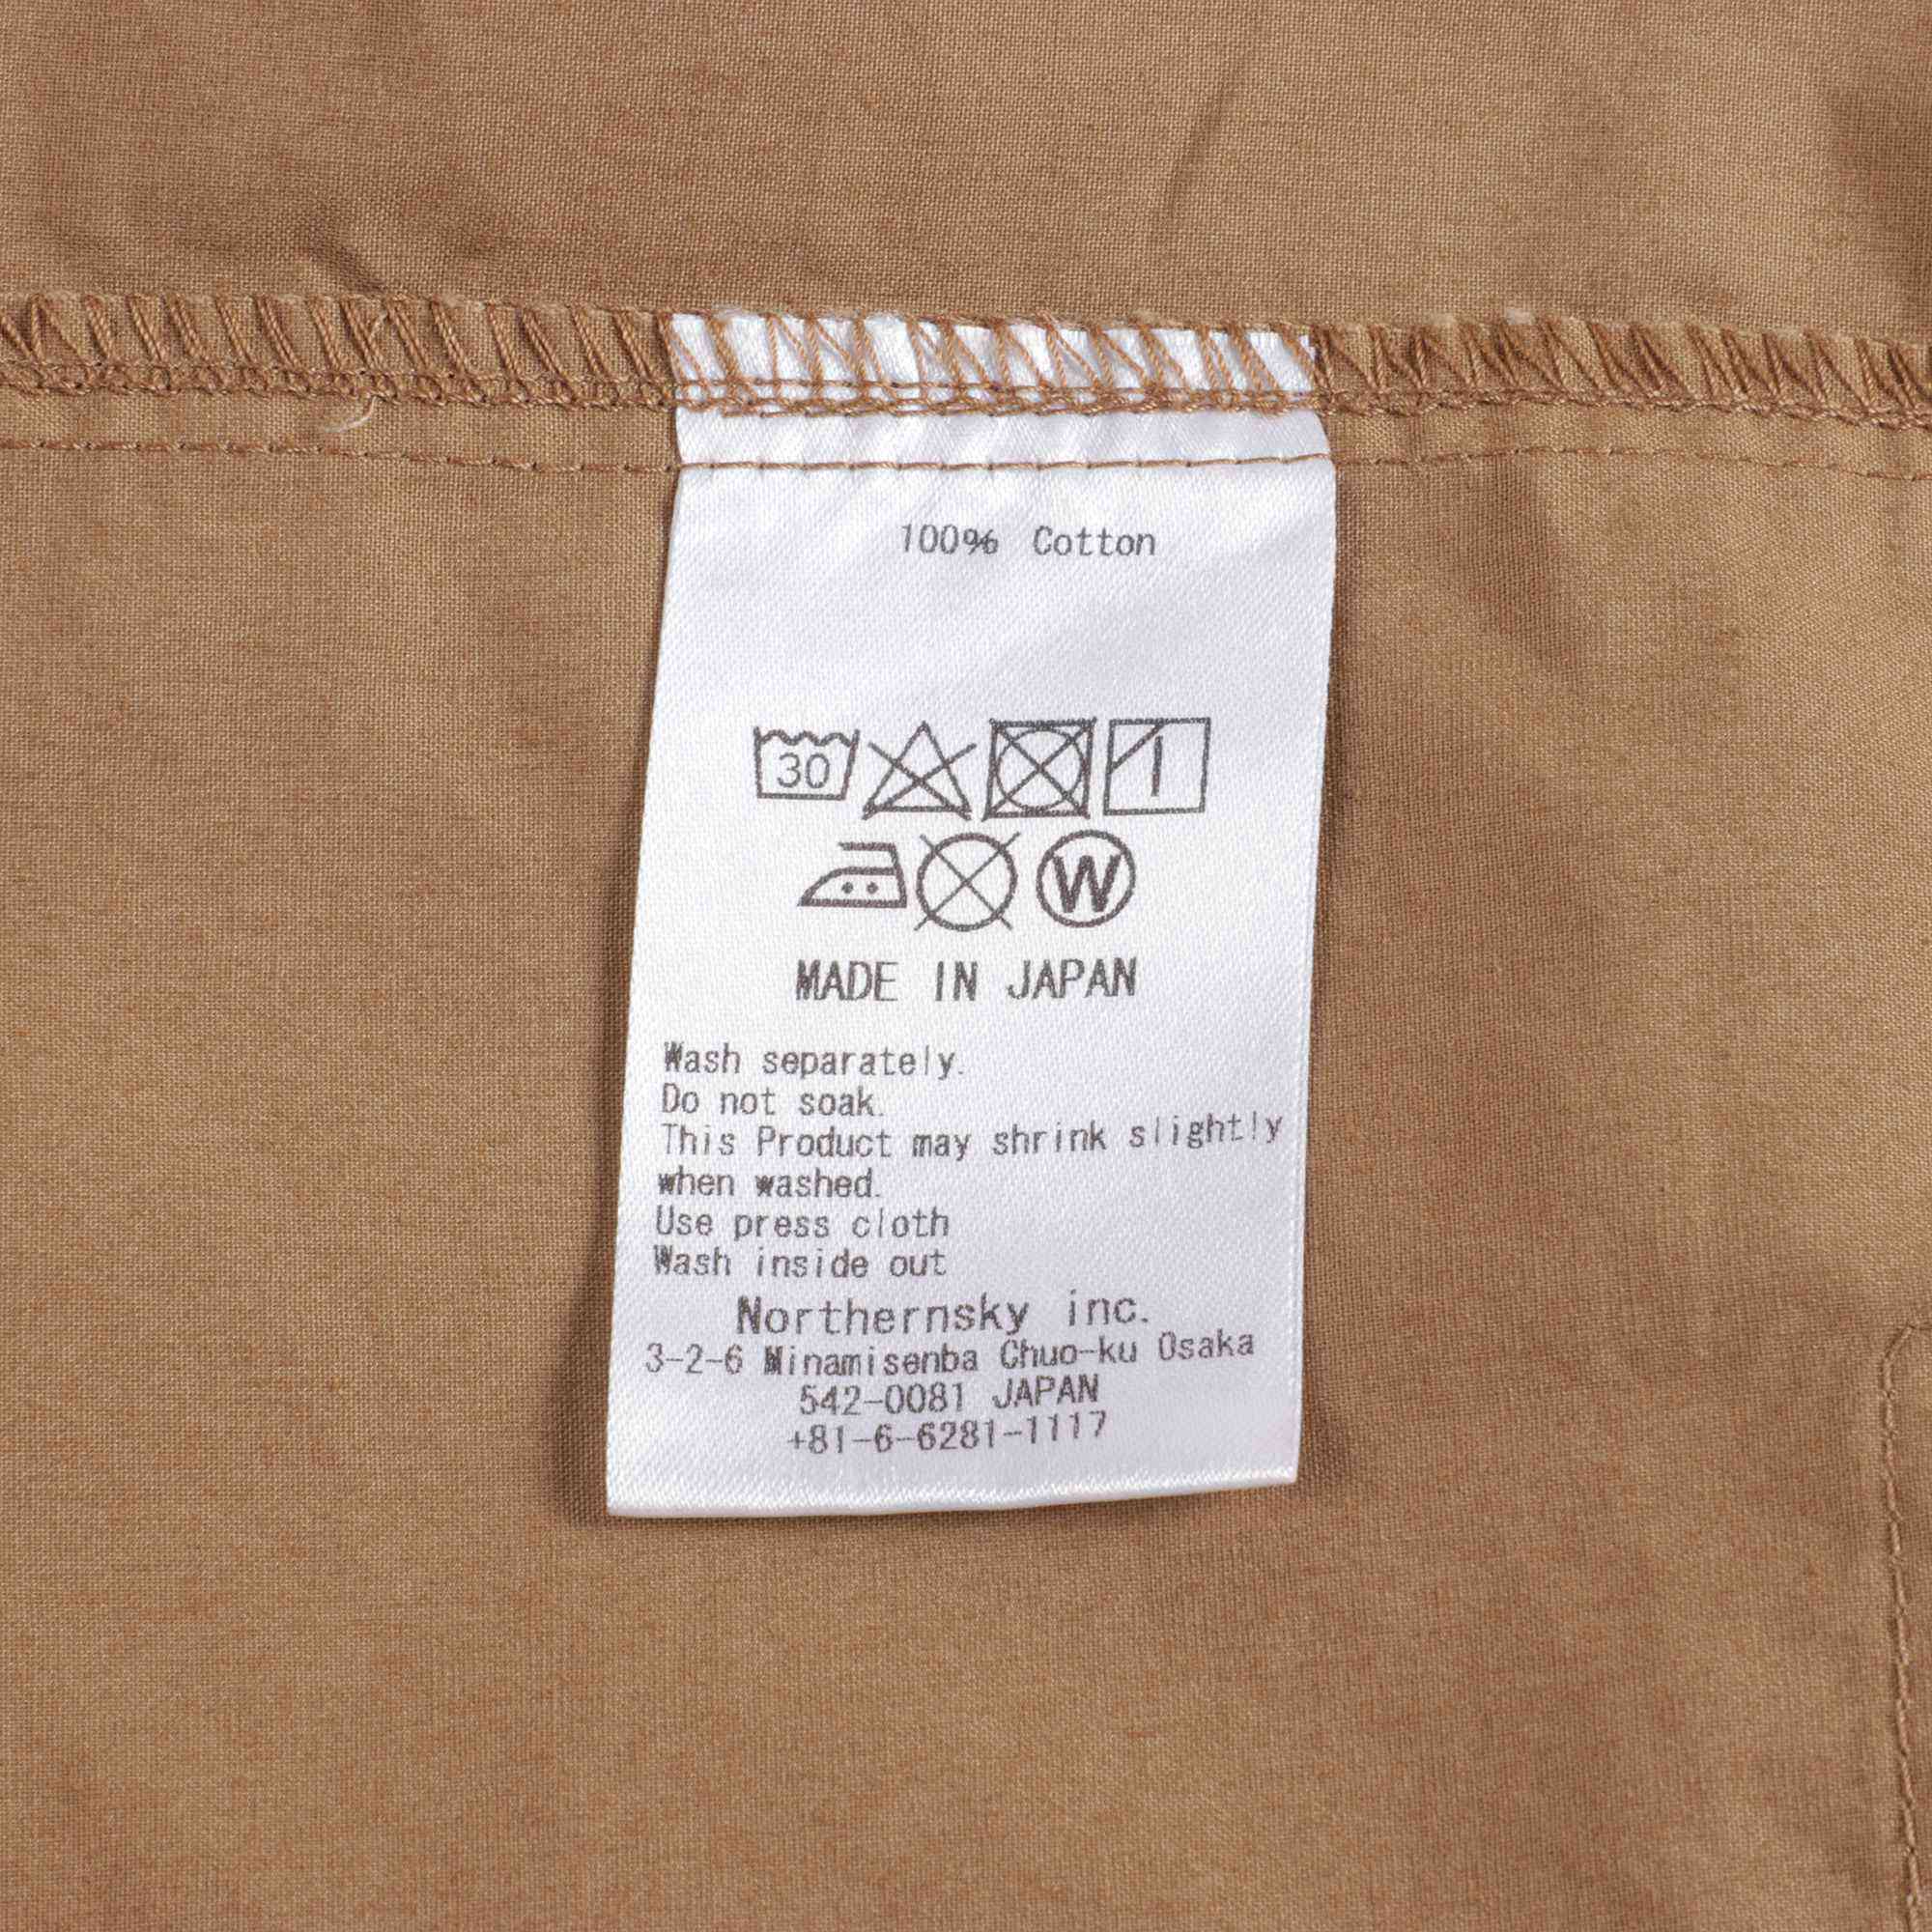 100% Cotton
30
W
MADE IN JAPAN
Wash separately.
Do not soak.
This Product may shrink slightly
when washed.
Use press cloth
Wash inside out
Northernsky inc.
3-2-6 Minamisenba Chuo-ku Osaka
542-0081 JAPAN
+81-6-6281-1117